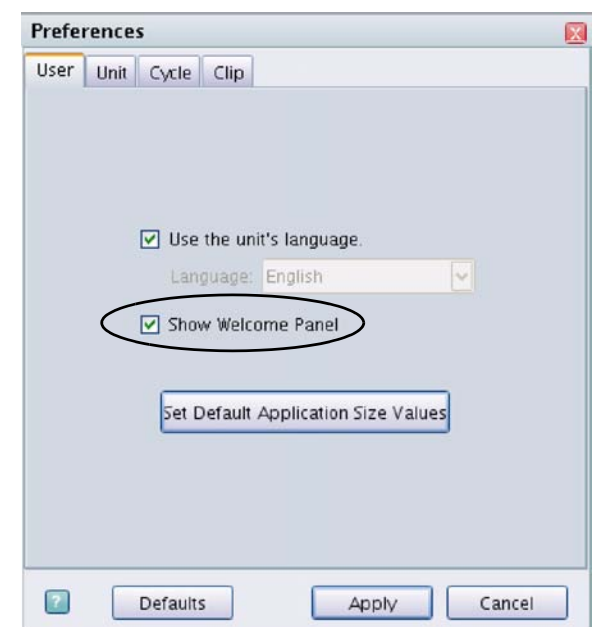 Preferences
User Unit Cycle Clip
Use the unit's language.
Language: English
Show Welcome Panel
Set Default Application Size Values
? Defaults Apply Cancel